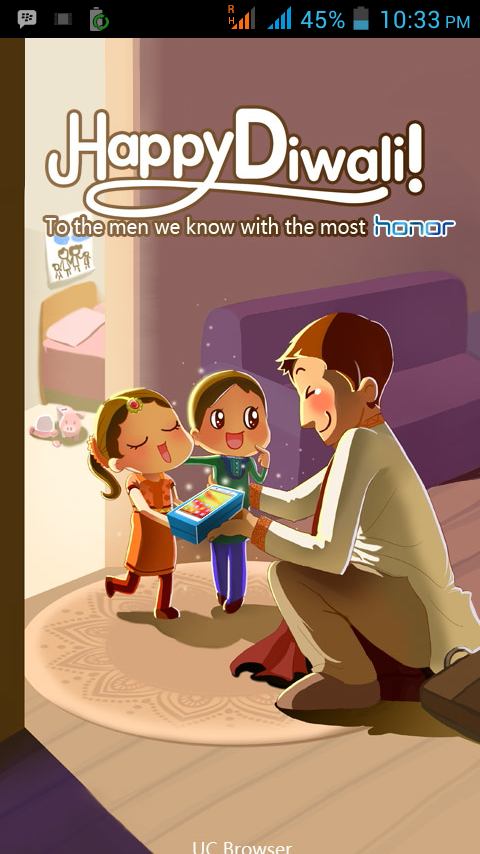 R
H
45%
10:33 PM
Happy Diwali!
To the men we know with the most honor
UC Browser